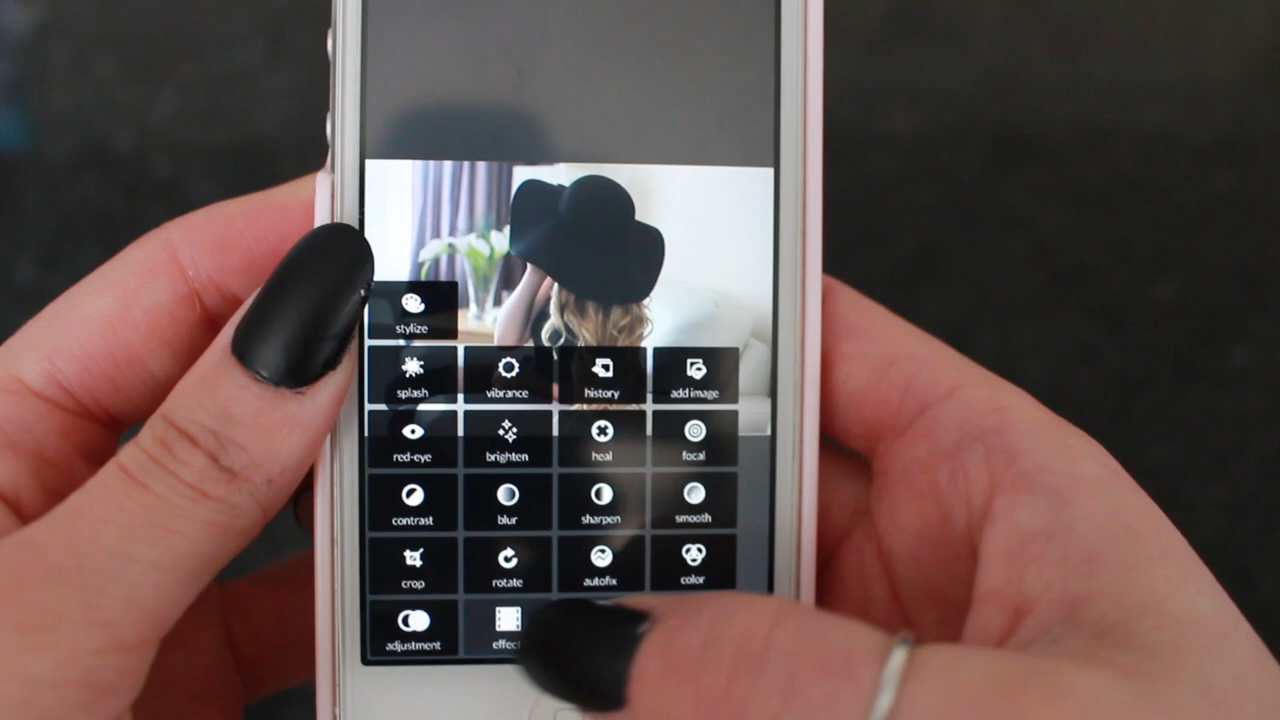 stylize
splash vibrance history add image
red-eye brighten heal focal
contrast blur sharpen smooth
crop rotate autofix color
adjustment effec